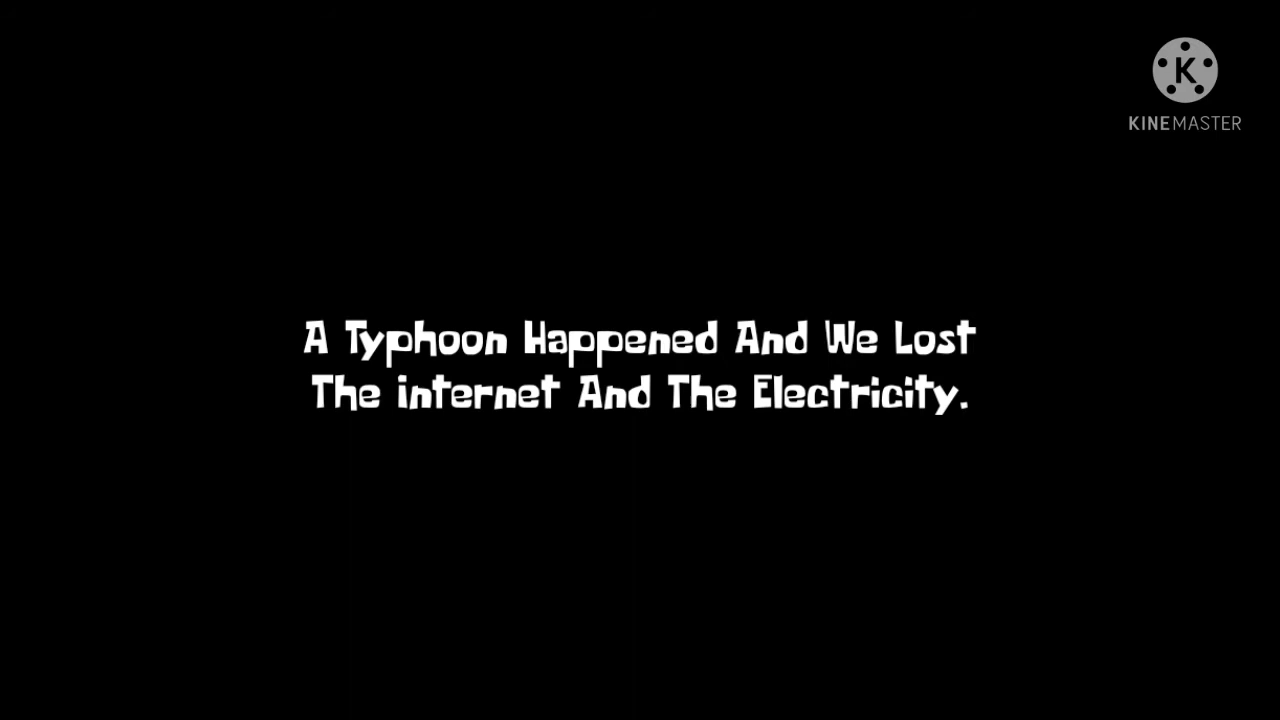 K
KINEMASTER
A Typhoon Happened And We Lost
The internet And The Electricity.